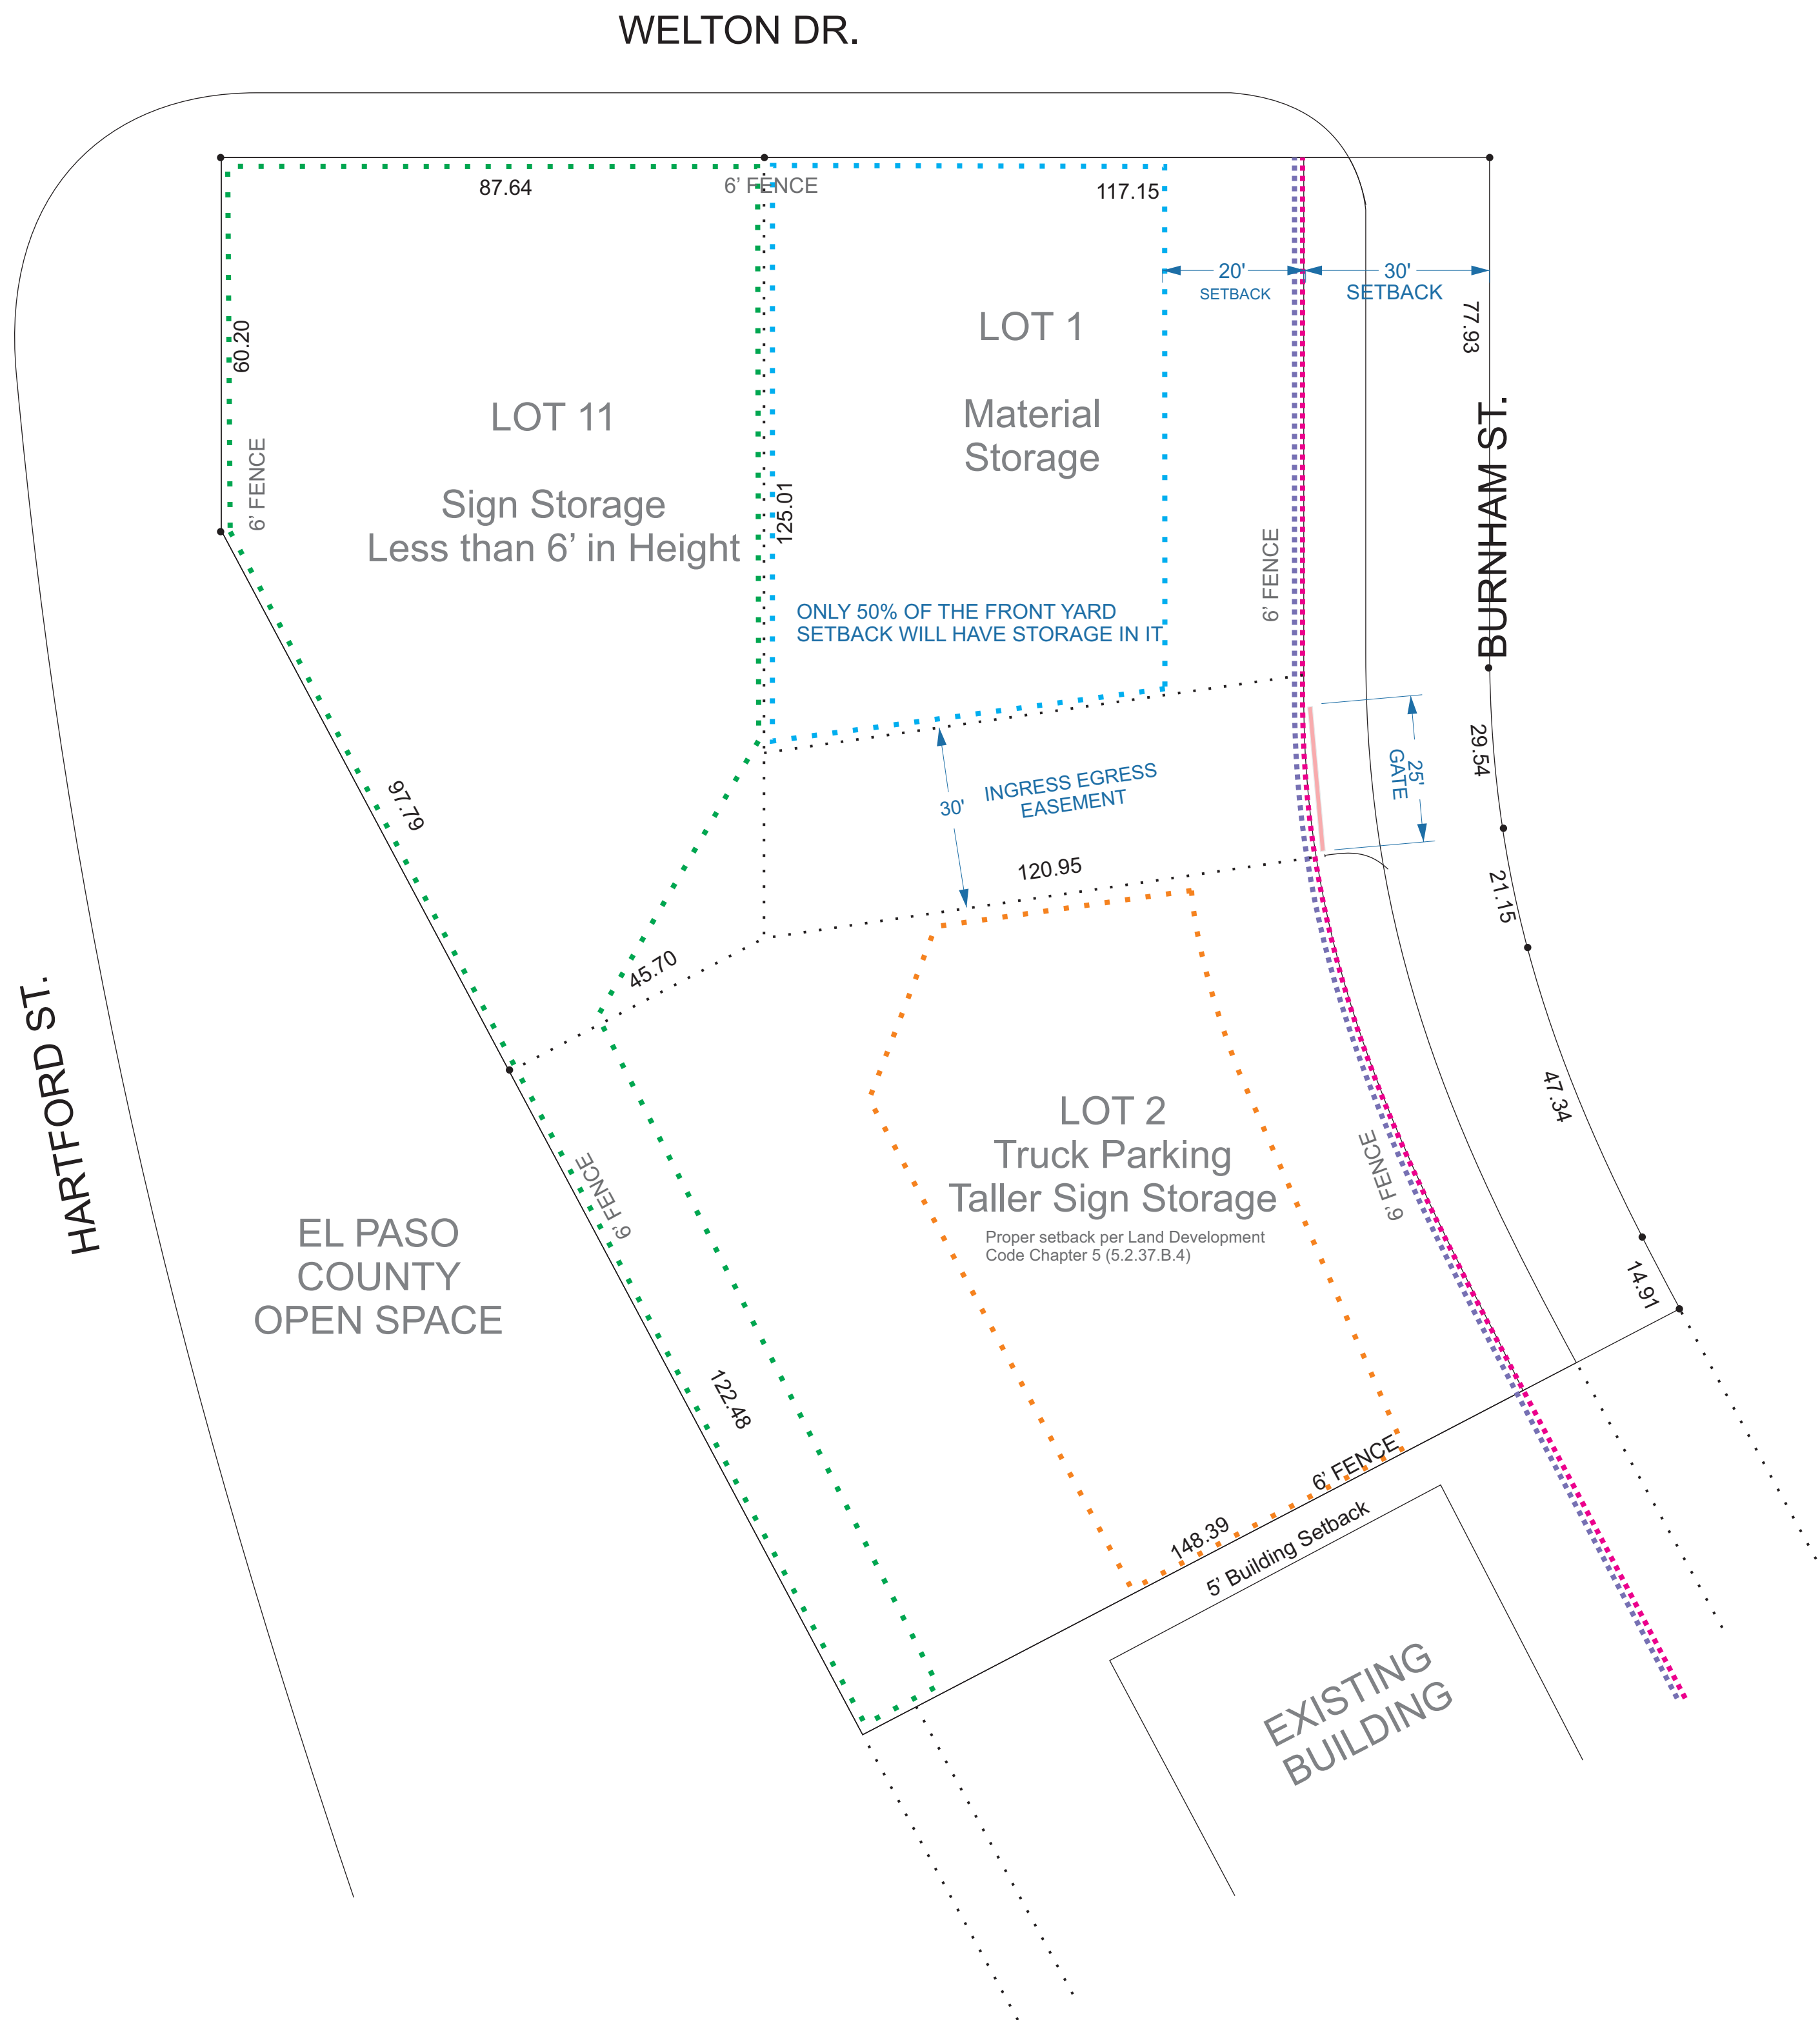 WELTON DR.
87.64
6’ FENCE
117.15
20'
SETBACK
30'
SETBACK
77.93
60.20
LOT 1
Material
Storage
LOT 11
Sign Storage
Less than 6’ in Height
6’ FENCE
125.01
6’ FENCE
BURNHAM ST.
ONLY 50% OF THE FRONT YARD
SETBACK WILL HAVE STORAGE IN IT
29.54
25'
GATE
INGRESS EGRESS
EASEMENT
30'
97.79
120.95
21.15
45.70
HARTFORD ST.
47.34
LOT 2
Truck Parking
Taller Sign Storage
Proper setback per Land Development
Code Chapter 5 (5.2.37.B.4)
6’ FENCE
6’ FENCE
EL PASO
COUNTY
OPEN SPACE
14.91
122.48
6’ FENCE
148.39
5’ Building Setback
EXISTING
BUILDING